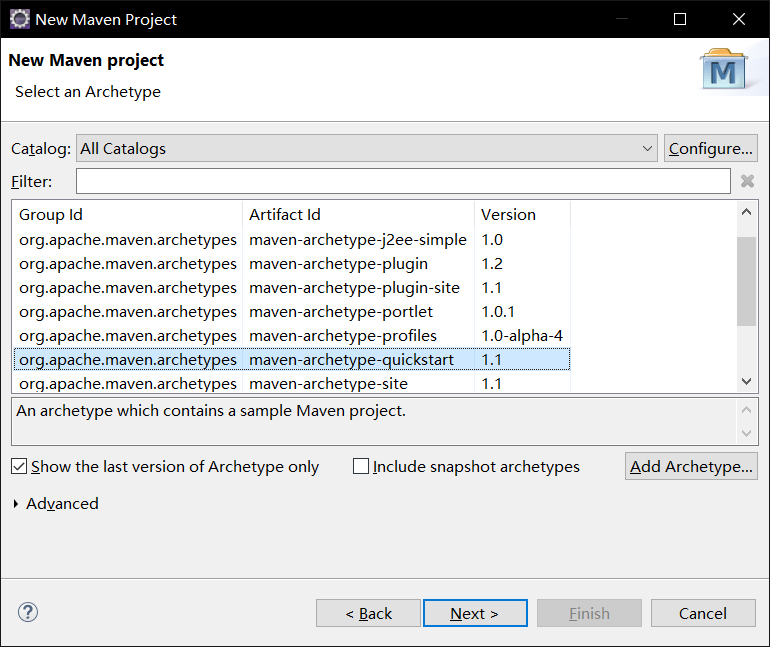 New Maven Project
New Maven project
Select an Archetype
M
Catalog: All Catalogs Configure...
Filter:
Group Id Artifact Id Version
org.apache.maven.archetypes maven-archetype-j2ee-simple 1.0
org.apache.maven.archetypes maven-archetype-plugin 1.2
org.apache.maven.archetypes maven-archetype-plugin-site 1.1
org.apache.maven.archetypes maven-archetype-portlet 1.0.1
org.apache.maven.archetypes maven-archetype-profiles 1.0-alpha-4
org.apache.maven.archetypes maven-archetype-quickstart 1.1
org.apache.maven.archetypes maven-archetype-site 1.1
An archetype which contains a sample Maven project.
Show the last version of Archetype only Include snapshot archetypes Add Archetype...
Advanced
? < Back Next > Finish Cancel